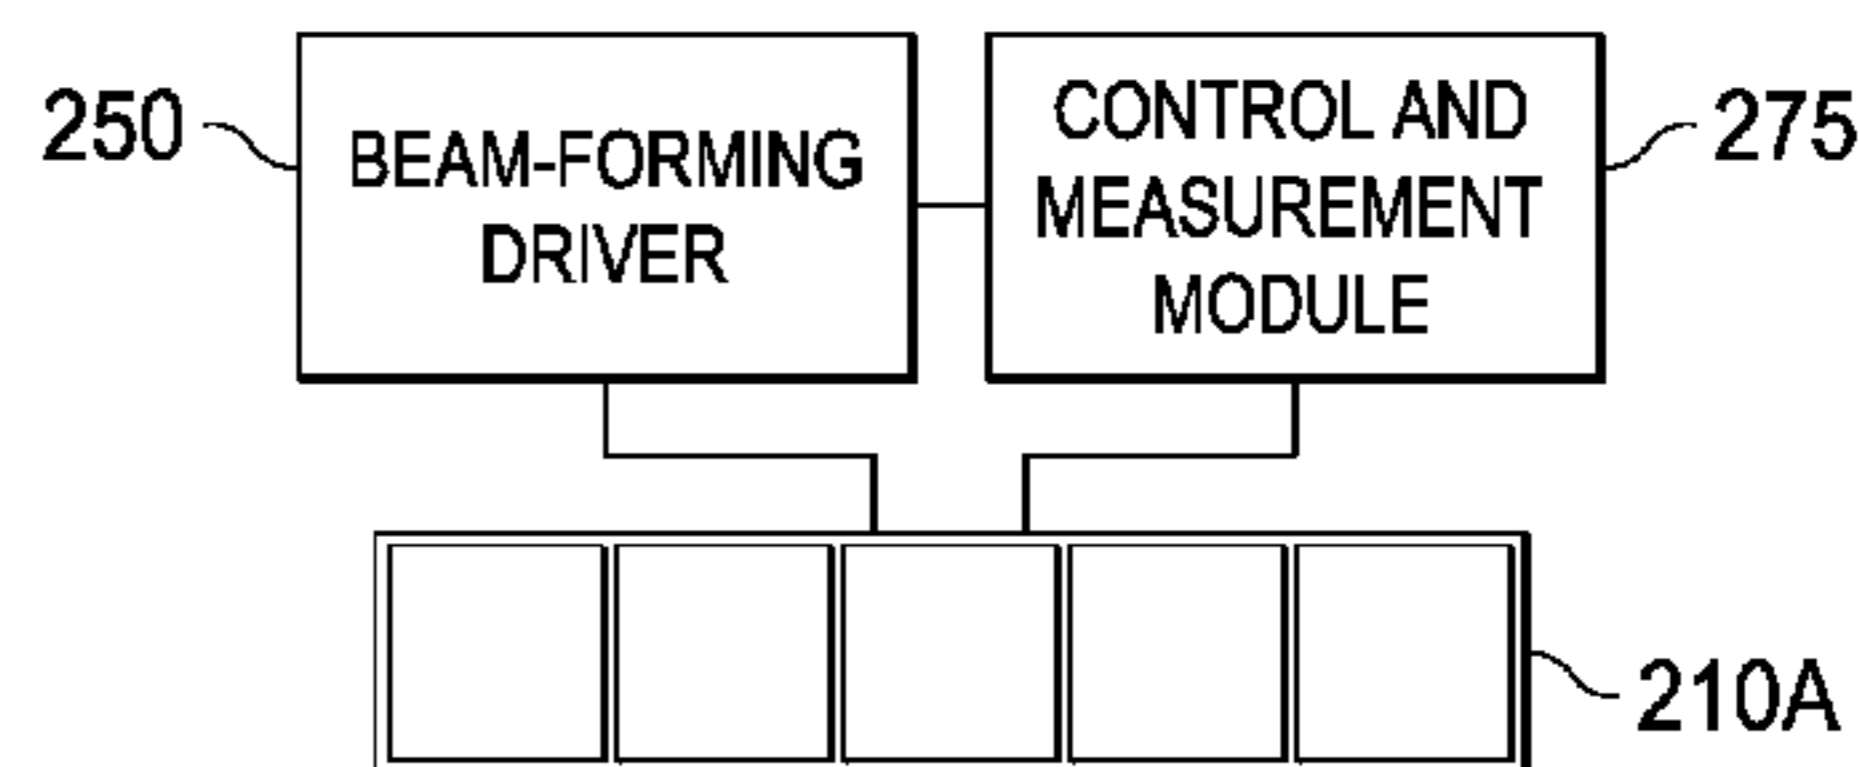 250
BEAM-FORMING
DRIVER
CONTROL AND
MEASUREMENT
MODULE
275
210A